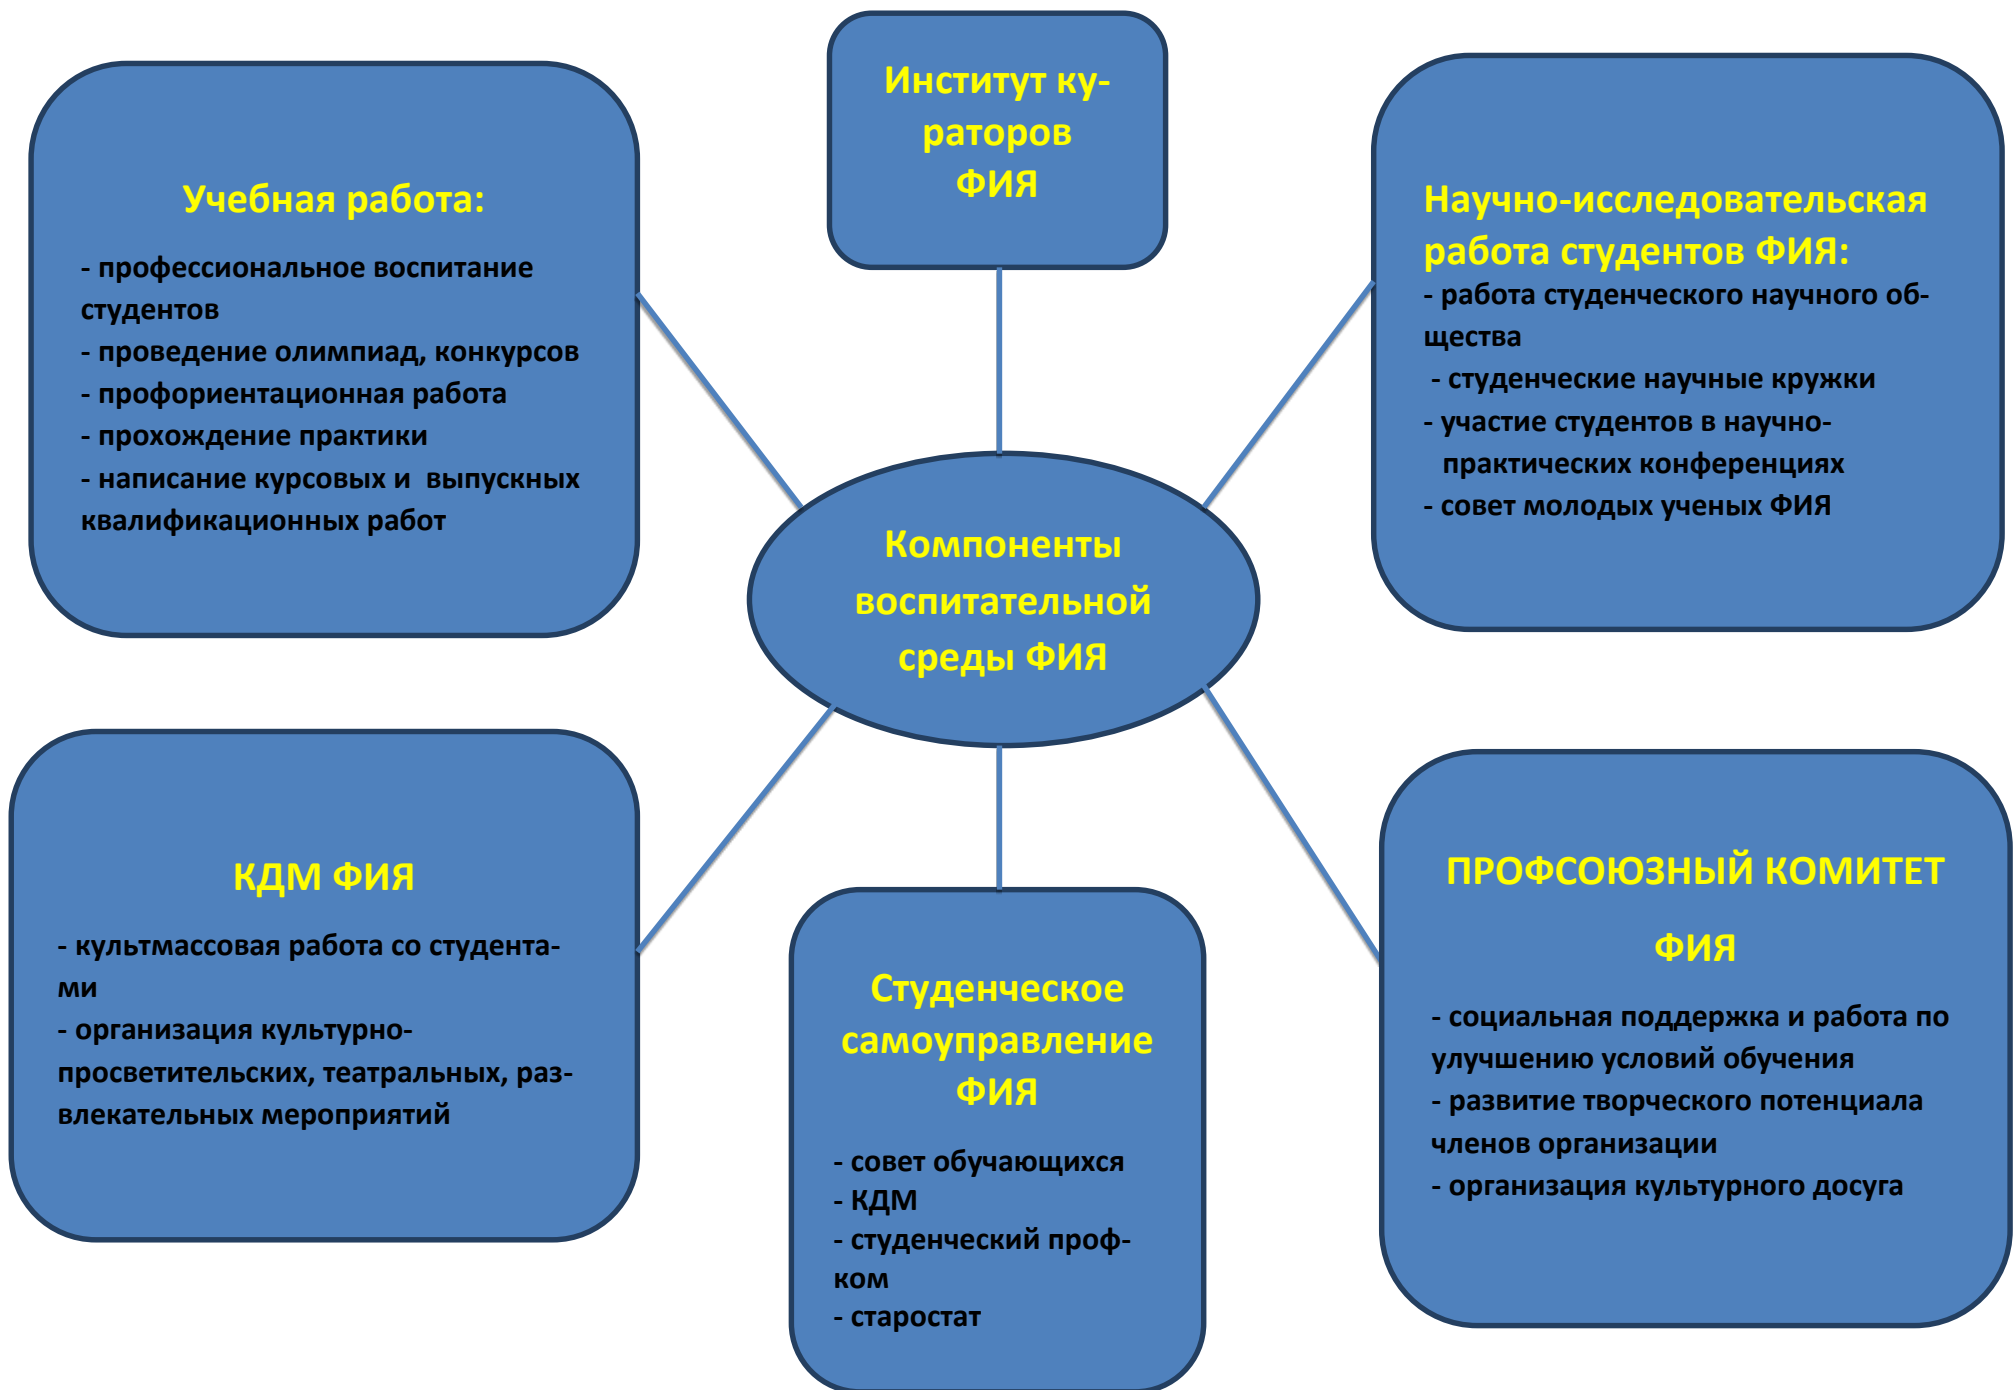 Институт ку-
раторов
ФИЯ
Учебная работа:
- профессиональное воспитание
студентов
- проведение олимпиад, конкурсов
- профориентационная работа
- прохождение практики
- написание курсовых и  выпускных
квалификационных работ
Научно-исследовательская
работа студентов ФИЯ:
- работа студенческого научного об-
щества
- студенческие научные кружки
- участие студентов в научно-
практических конференциях
- совет молодых ученых ФИЯ
Компоненты
воспитательной
среды ФИЯ
КДМ ФИЯ
- культмассовая работа со студента-
ми
- организация культурно-
просветительских, театральных, раз-
влекательных мероприятий
Студенческое
самоуправление
ФИЯ
- совет обучающихся
- КДМ
- студенческий проф-
ком
- старостат
ПРОФСОЮЗНЫЙ КОМИТЕТ
ФИЯ
- социальная поддержка и работа по
улучшению условий обучения
- развитие творческого потенциала
членов организации
- организация культурного досуга